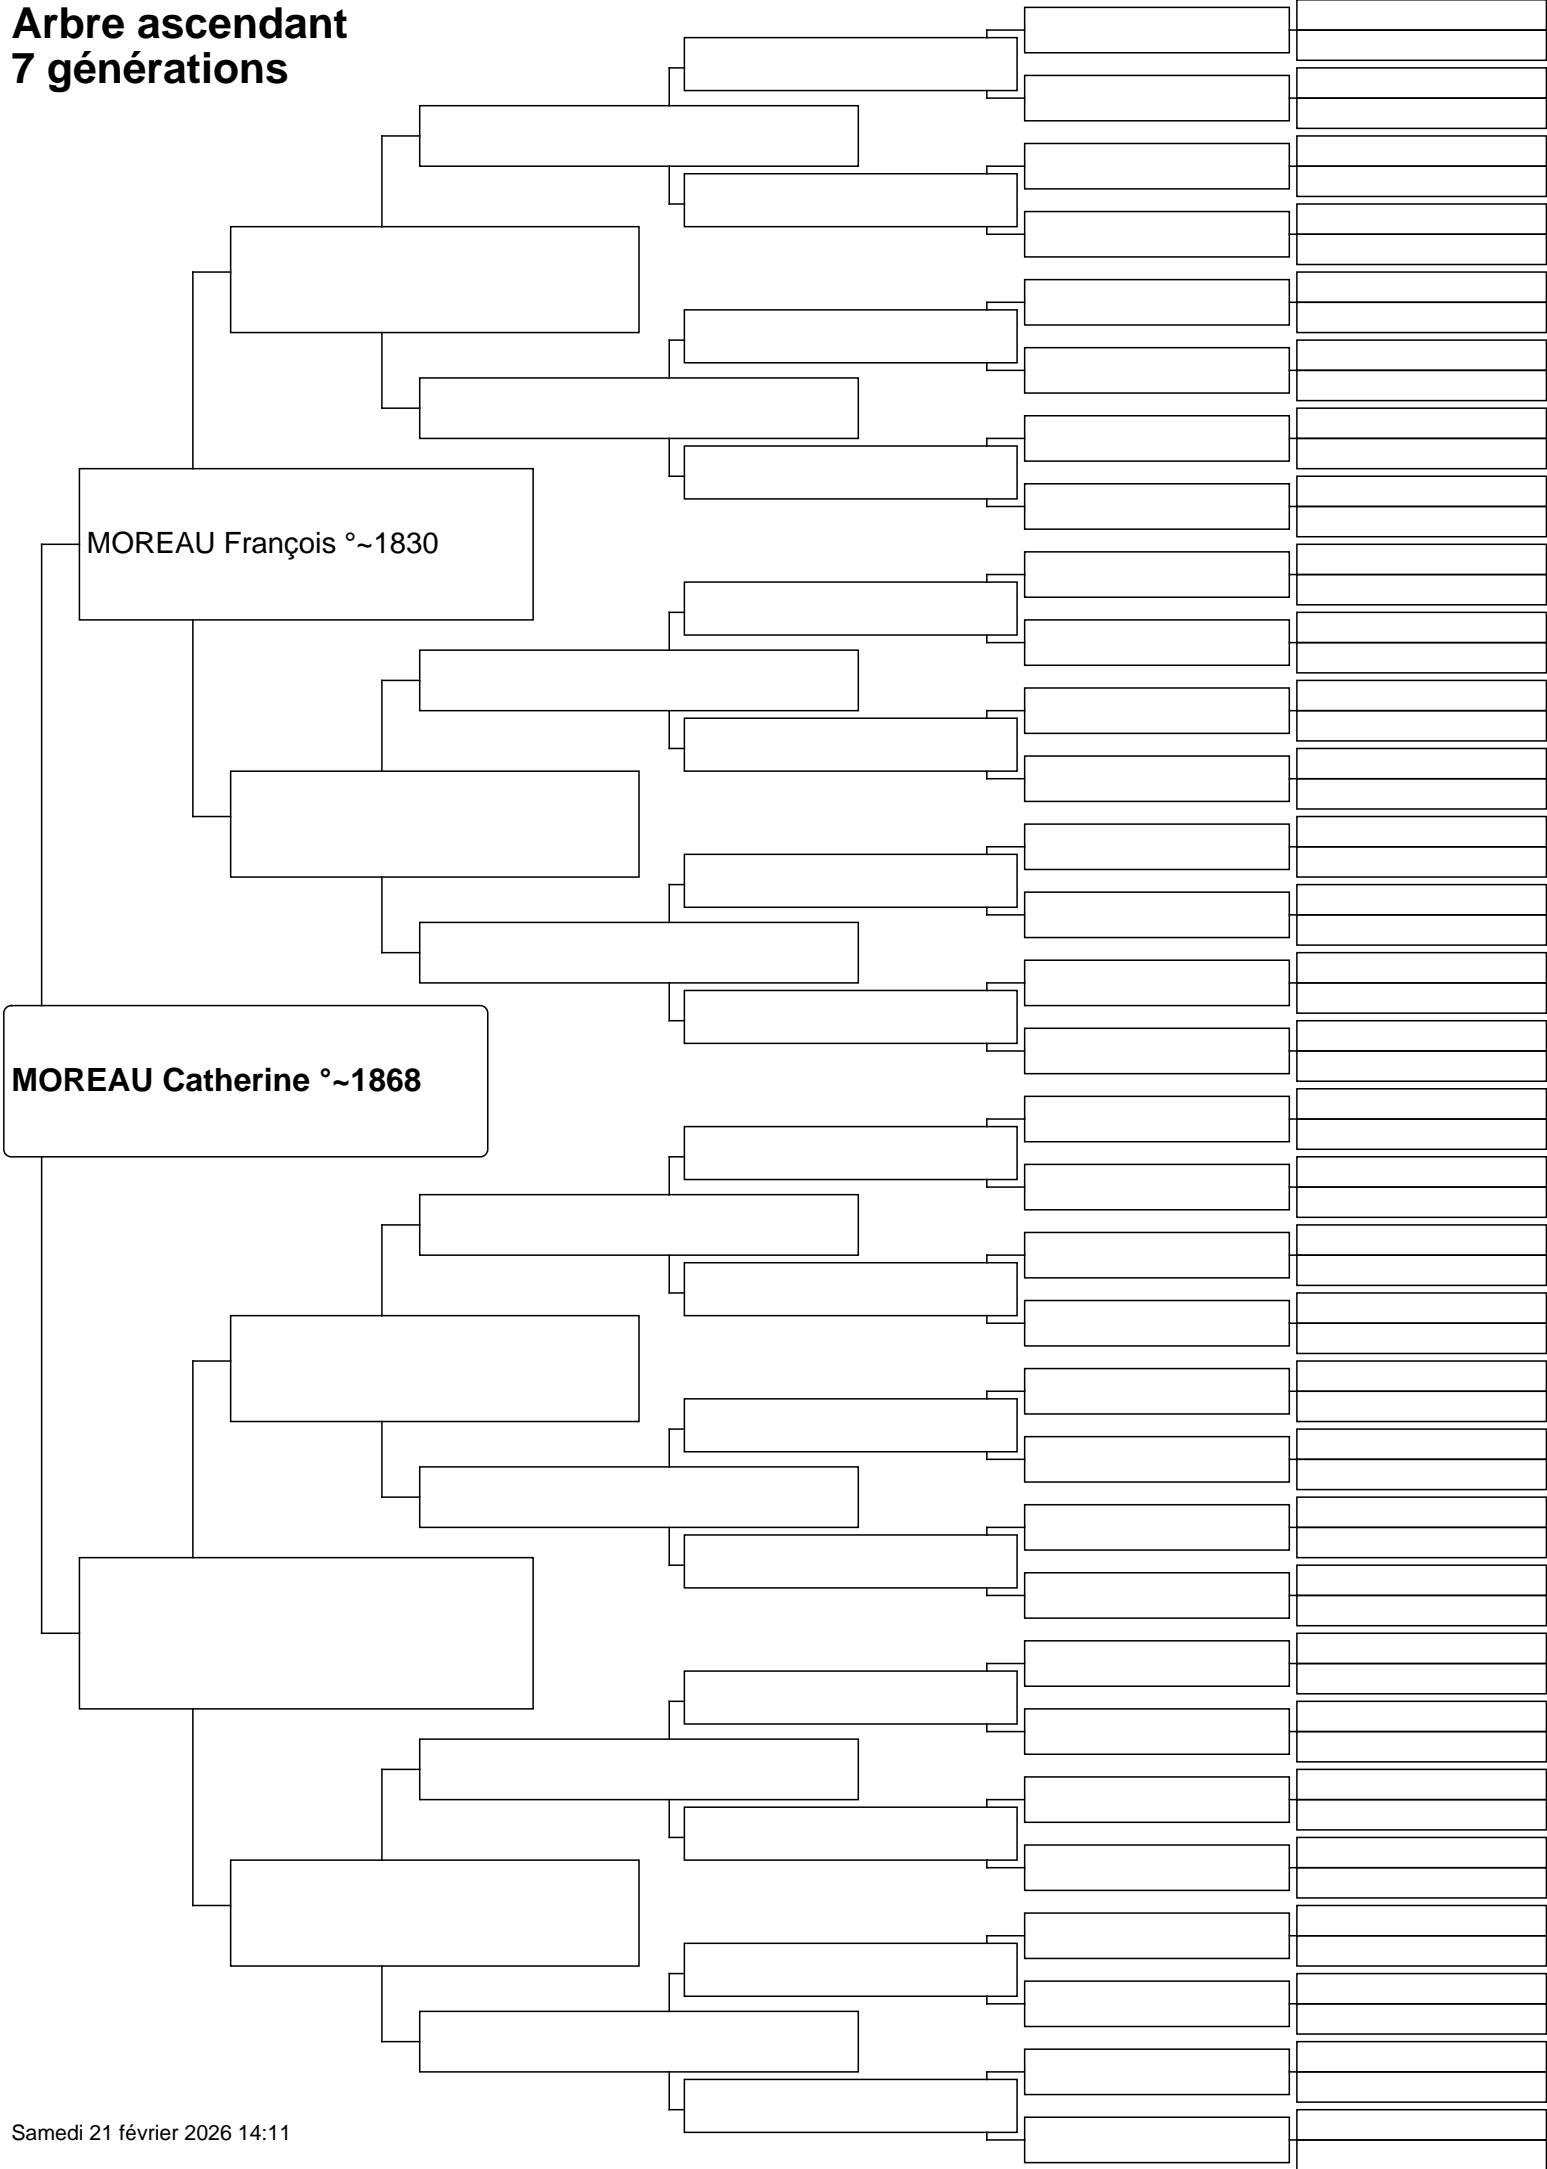 Arbre ascendant
7 générations
MOREAU François °~1830
MOREAU Catherine °~1868
Samedi 21 février 2026 14:11